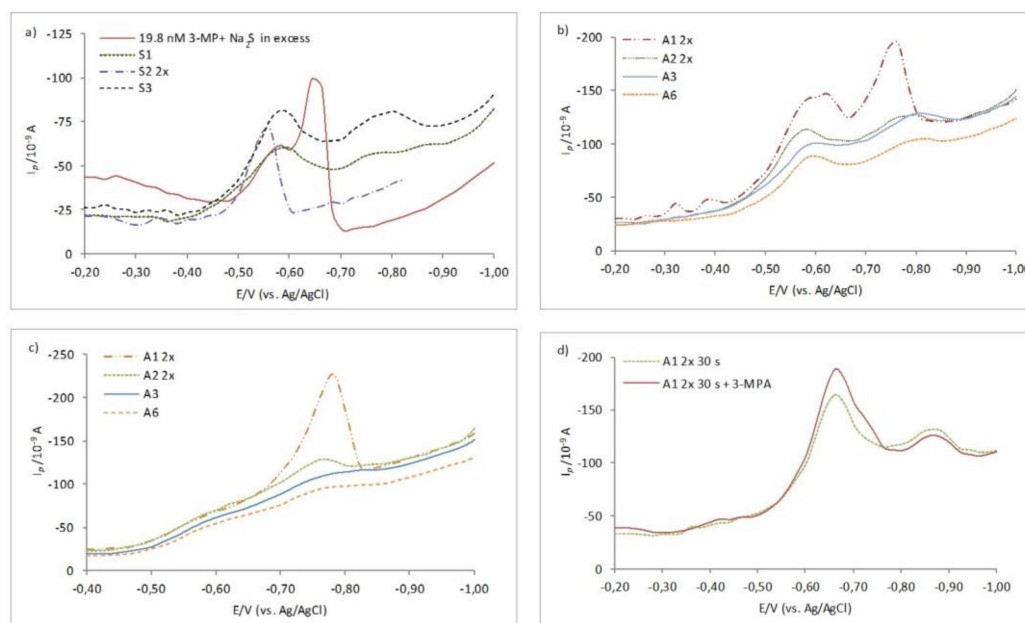 a)
-125
-100
-75
-50
-25
0
I_P/10⁻⁹ A
19.8 nM 3-MP+ Na₂S in excess
S1
S2 2x
S3
-0,20 -0,30 -0,40 -0,50 -0,60 -0,70 -0,80 -0,90 -1,00
E/V (vs. Ag/AgCl)
b)
-200
-150
-100
-50
0
I_P/10⁻⁹ A
A1 2x
A2 2x
A3
A6
-0,20 -0,30 -0,40 -0,50 -0,60 -0,70 -0,80 -0,90 -1,00
E/V (vs. Ag/AgCl)
c)
-250
-200
-150
-100
-50
0
I_P/10⁻⁹ A
A1 2x
A2 2x
A3
A6
-0,40 -0,50 -0,60 -0,70 -0,80 -0,90 -1,00
E/V (vs. Ag/AgCl)
d)
-200
-150
-100
-50
0
I_P/10⁻⁹ A
A1 2x 30 s
A1 2x 30 s + 3-MPA
-0,20 -0,30 -0,40 -0,50 -0,60 -0,70 -0,80 -0,90 -1,00
E/V (vs. Ag/AgCl)